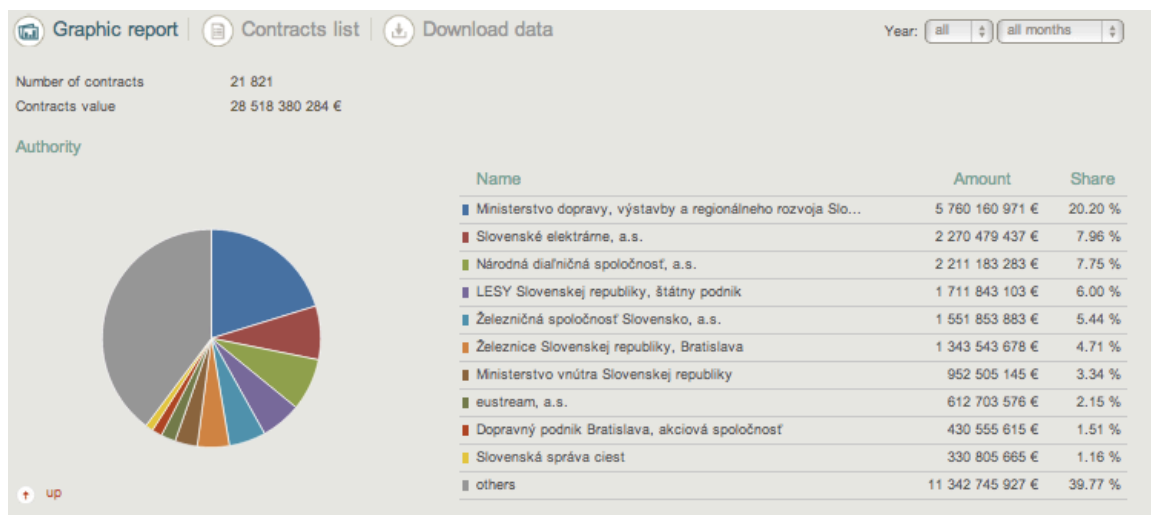 Graphic report Contracts list Download data Year: all all months
Number of contracts 21 821
Contracts value 28 518 380 284 €
Authority
Name Amount Share
Ministerstvo dopravy, výstavby a regionálneho rozvoja Slo... 5 760 160 971 € 20.20 %
Slovenské elektrárne, a.s. 2 270 479 437 € 7.96 %
Národná diaľničná spoločnosť, a.s. 2 211 183 283 € 7.75 %
LESY Slovenskej republiky, štátny podnik 1 711 843 103 € 6.00 %
Železničná spoločnosť Slovensko, a.s. 1 551 853 883 € 5.44 %
Železnice Slovenskej republiky, Bratislava 1 343 543 678 € 4.71 %
Ministerstvo vnútra Slovenskej republiky 952 505 145 € 3.34 %
eustream, a.s. 612 703 576 € 2.15 %
Dopravný podnik Bratislava, akciová spoločnosť 430 555 615 € 1.51 %
Slovenská správa ciest 330 805 665 € 1.16 %
others 11 342 745 927 € 39.77 %
up